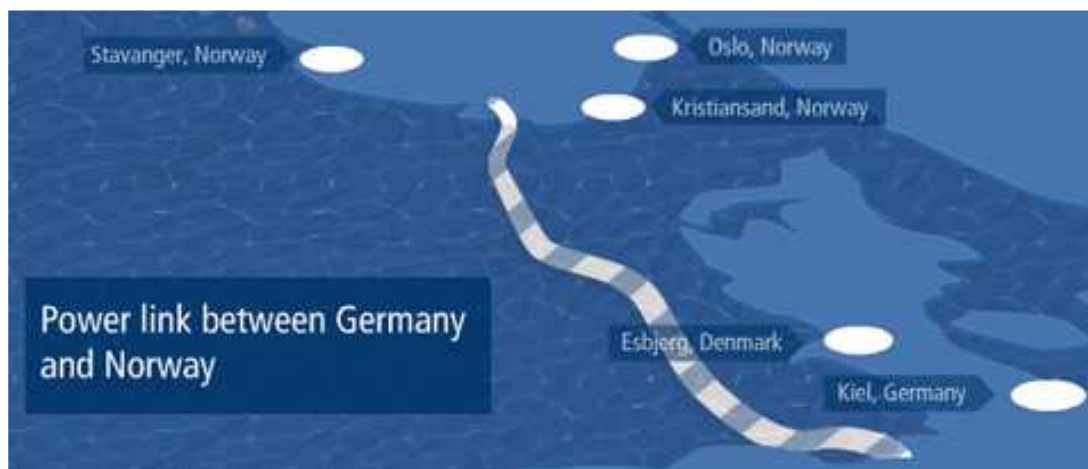 Stavanger, Norway
Oslo, Norway
Kristiansand, Norway
Power link between Germany
and Norway
Esbjerg, Denmark
Kiel, Germany